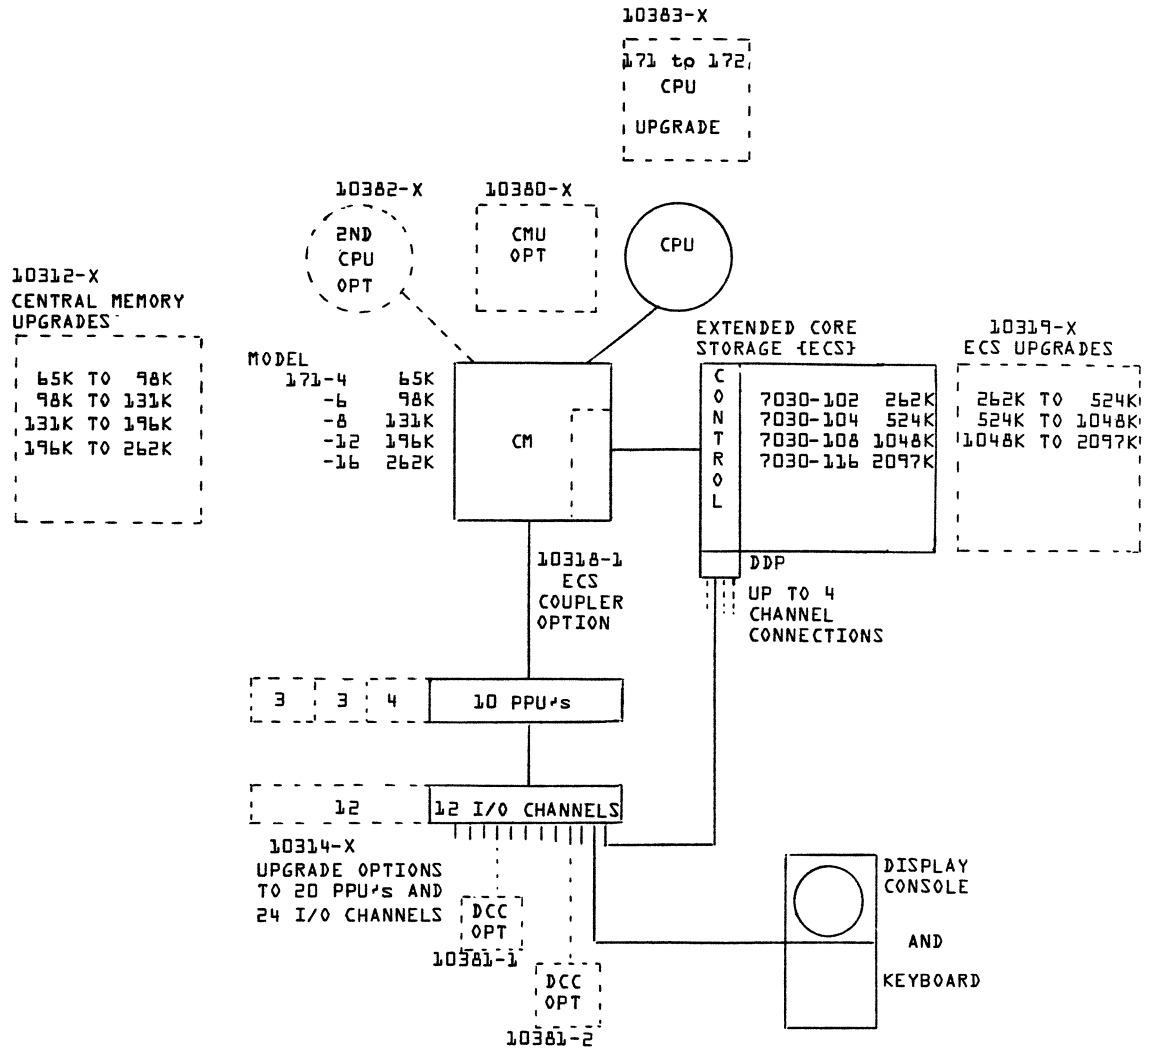 10383-X
171 to 172
CPU
UPGRADE
10382-X
2ND
CPU
OPT
10380-X
CMU
OPT
CPU
10312-X
CENTRAL MEMORY
UPGRADES
65K TO 98K
98K TO 131K
131K TO 196K
196K TO 262K
MODEL
171-4 65K
-6 98K
-8 131K
-12 196K
-16 262K
CM
EXTENDED CORE
STORAGE {ECS}
CONTROL
7030-102 262K
7030-104 524K
7030-108 1048K
7030-116 2097K
10319-X
ECS UPGRADES
262K TO 524K
524K TO 1048K
1048K TO 2097K
10318-1
ECS
COUPLER
OPTION
DDP
UP TO 4
CHANNEL
CONNECTIONS
3 3 4 10 PPU's
12 12 I/O CHANNELS
10314-X
UPGRADE OPTIONS
TO 20 PPU's AND
24 I/O CHANNELS
DCC
OPT
10381-1
DCC
OPT
10381-2
DISPLAY
CONSOLE
AND
KEYBOARD